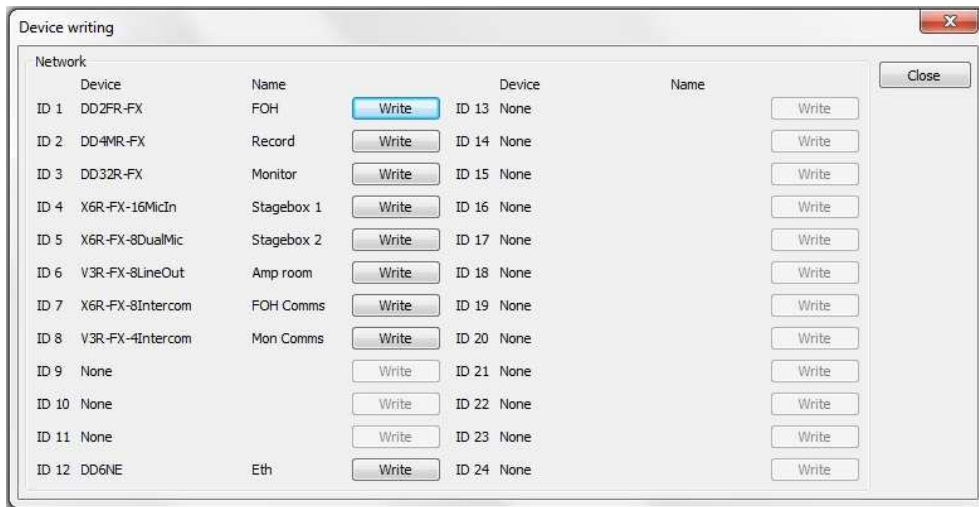 Device writing
Network
Device Name Device Name
Close
ID 1 DD2FR-FX FOH Write ID 13 None Write
ID 2 DD4MR-FX Record Write ID 14 None Write
ID 3 DD32R-FX Monitor Write ID 15 None Write
ID 4 X6R-FX-16MicIn Stagebox 1 Write ID 16 None Write
ID 5 X6R-FX-8DualMic Stagebox 2 Write ID 17 None Write
ID 6 V3R-FX-8LineOut Amp room Write ID 18 None Write
ID 7 X6R-FX-8Intercom FOH Comms Write ID 19 None Write
ID 8 V3R-FX-4Intercom Mon Comms Write ID 20 None Write
ID 9 None Write ID 21 None Write
ID 10 None Write ID 22 None Write
ID 11 None Write ID 23 None Write
ID 12 DD6NE Eth Write ID 24 None Write